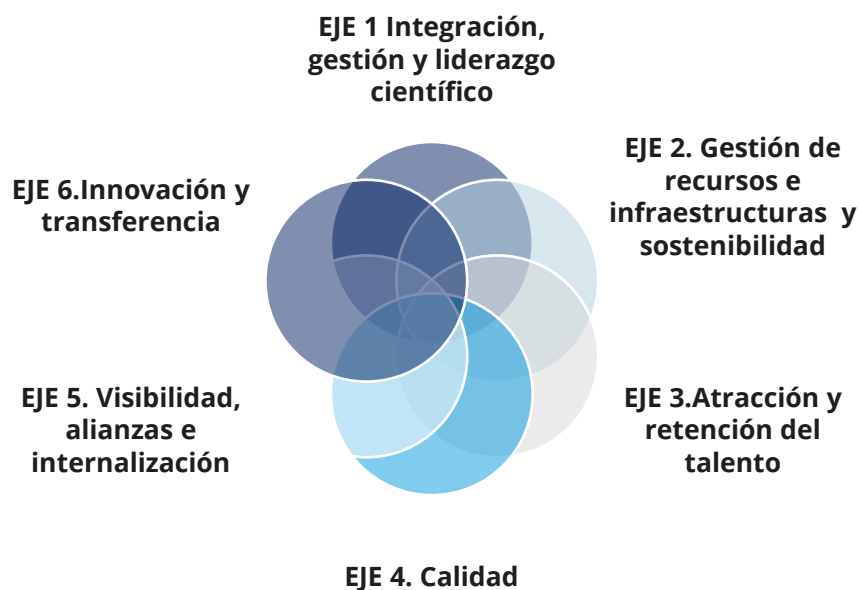 EJE 1 Integración,
gestión y liderazgo
científico
EJE 2. Gestión de
recursos e
infraestructuras y
sostenibilidad
EJE 3.Atracción y
retención del
talento
EJE 4. Calidad
EJE 5. Visibilidad,
alianzas e
internalización
EJE 6.Innovación y
transferencia